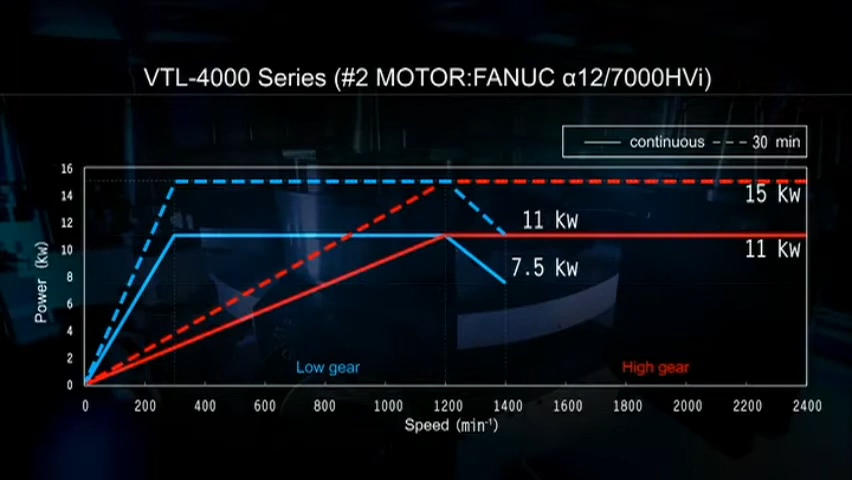 VTL-4000 Series (#2 MOTOR:FANUC α12/7000HVi)
continuous 30 min
16
14
12
10
8
6
4
2
0
Power (kw)
15 kw
11 kw
11 kw
7.5 kw
Low gear
High gear
0 200 400 600 800 1000 1200 1400 1600 1800 2000 2200 2400
Speed (min⁻¹)